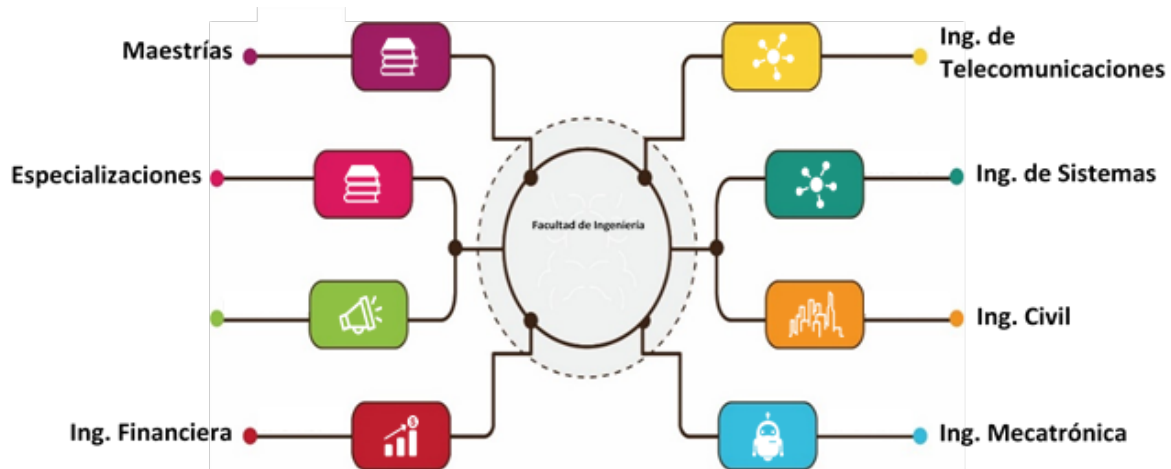 Maestrías
Ing. de
Telecomunicaciones
Especializaciones
Ing. de Sistemas
Facultad de Ingeniería
Ing. Civil
Ing. Financiera
Ing. Mecatrónica
$